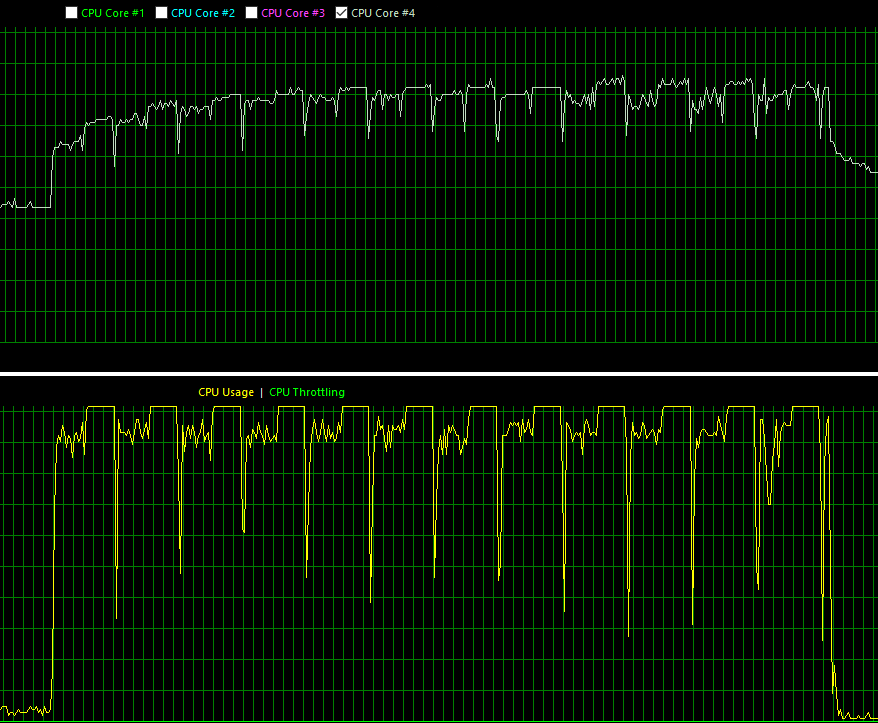 CPU Core #1 CPU Core #2 CPU Core #3 CPU Core #4
CPU Usage | CPU Throttling